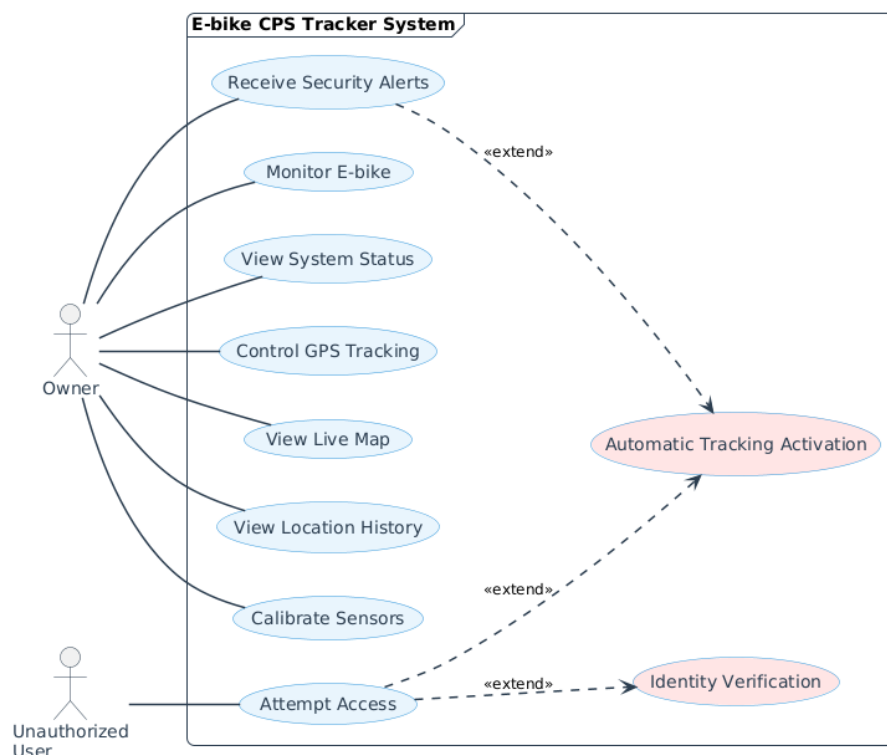 E-bike CPS Tracker System
Receive Security Alerts
«extend»
Monitor E-bike
View System Status
Control GPS Tracking
Owner
View Live Map
Automatic Tracking Activation
View Location History
«extend»
Calibrate Sensors
«extend»
Identity Verification
Attempt Access
Unauthorized
User